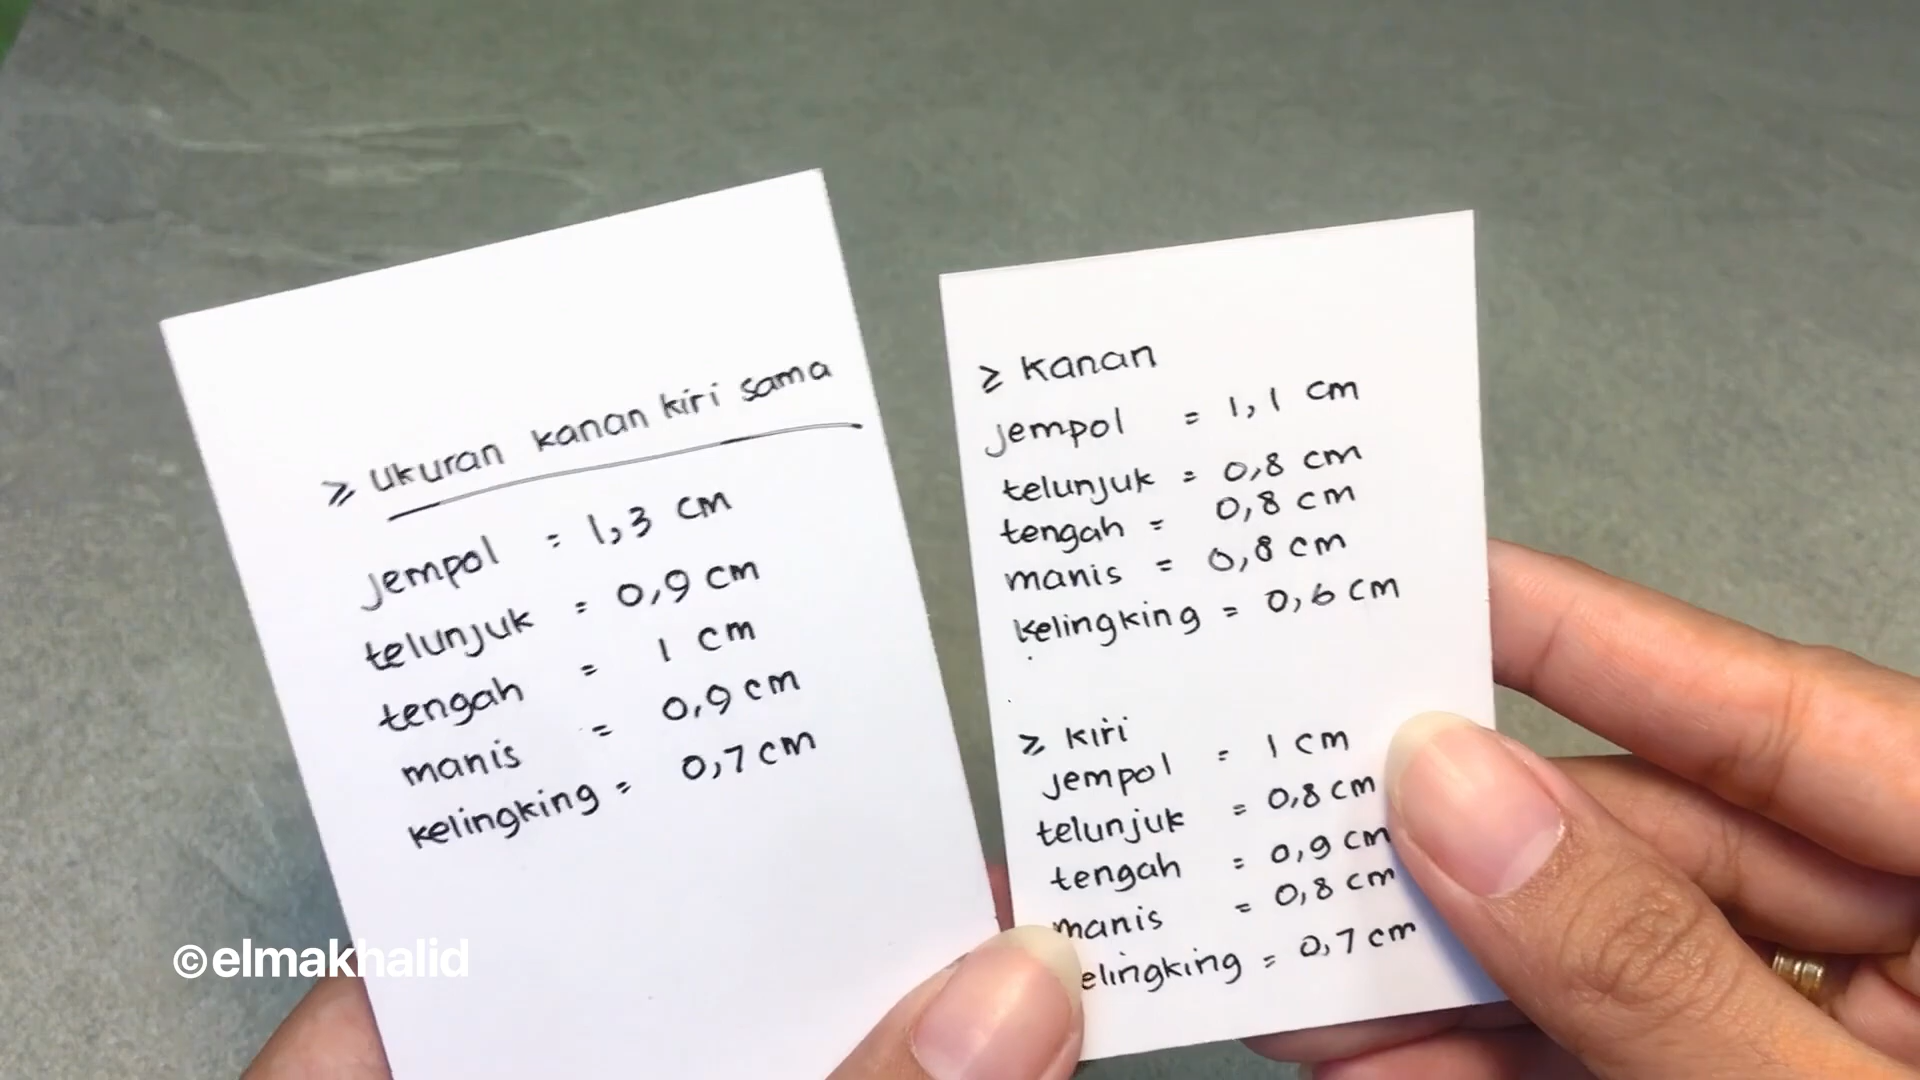 ≥ Ukuran kanan kiri sama
jempol = 1,3 cm
telunjuk = 0,9 cm
tengah = 1 cm
manis = 0,9 cm
kelingking = 0,7 cm
≥ Kanan
jempol = 1,1 cm
telunjuk = 0,8 cm
tengah = 0,8 cm
manis = 0,8 cm
kelingking = 0,6 cm
≥ Kiri
jempol = 1 cm
telunjuk = 0,8 cm
tengah = 0,9 cm
manis = 0,8 cm
elingking = 0,7 cm
©elmakhalid